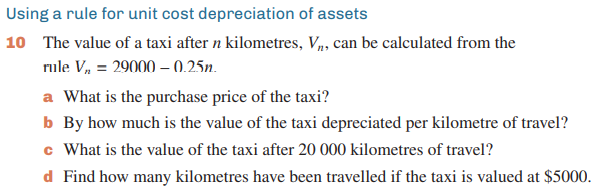 Using a rule for unit cost depreciation of assets
10 The value of a taxi after n kilometres, Vₙ, can be calculated from the
rule Vₙ = 29000 − 0.25n.
a What is the purchase price of the taxi?
b By how much is the value of the taxi depreciated per kilometre of travel?
c What is the value of the taxi after 20 000 kilometres of travel?
d Find how many kilometres have been travelled if the taxi is valued at $5000.